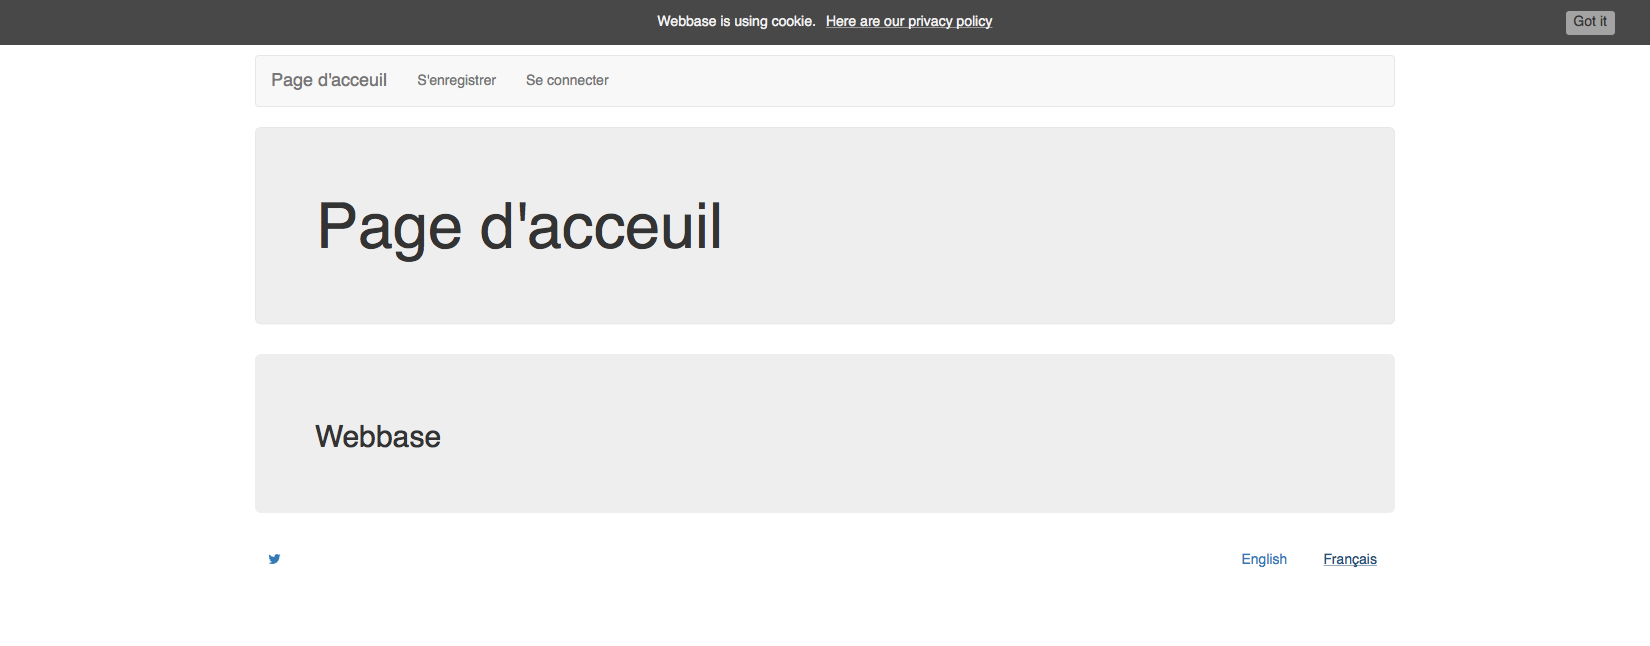 Webbase is using cookie. Here are our privacy policy Got it
Page d'acceuil S'enregistrer Se connecter
Page d'acceuil
Webbase
English Français